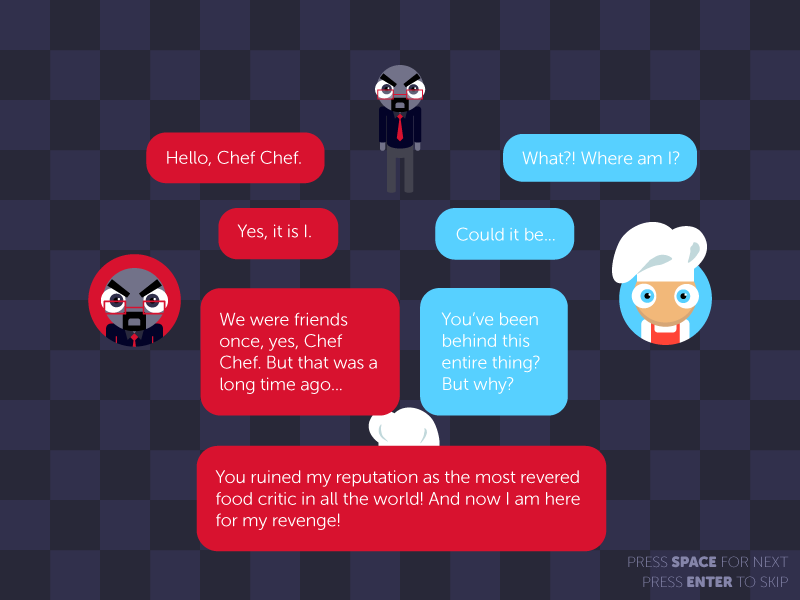 Hello, Chef Chef.
What?! Where am I?
Yes, it is I.
Could it be...
We were friends
once, yes, Chef
Chef. But that was a
long time ago...
You've been
behind this
entire thing?
But why?
You ruined my reputation as the most revered
food critic in all the world! And now I am here
for my revenge!
PRESS SPACE FOR NEXT
PRESS ENTER TO SKIP